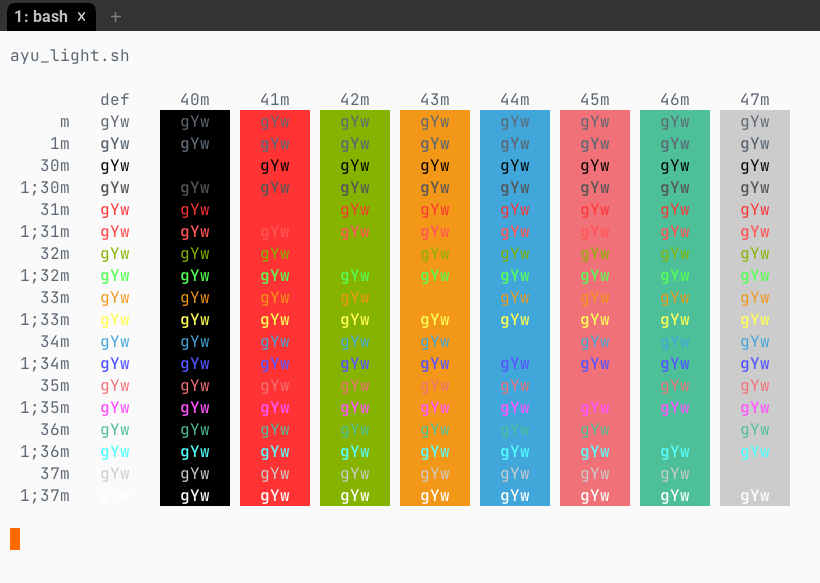 1: bash × +
ayu_light.sh
def 40m 41m 42m 43m 44m 45m 46m 47m
m gYw gYw gYw gYw gYw gYw gYw gYw gYw
1m gYw gYw gYw gYw gYw gYw gYw gYw gYw
30m gYw gYw gYw gYw gYw gYw gYw gYw
1;30m gYw gYw gYw gYw gYw gYw gYw gYw gYw
31m gYw gYw gYw gYw gYw gYw gYw gYw
1;31m gYw gYw gYw gYw gYw gYw gYw gYw gYw
32m gYw gYw gYw gYw gYw gYw gYw gYw
1;32m gYw gYw gYw gYw gYw gYw gYw gYw gYw
33m gYw gYw gYw gYw gYw gYw gYw gYw
1;33m gYw gYw gYw gYw gYw gYw gYw gYw gYw
34m gYw gYw gYw gYw gYw gYw gYw gYw
1;34m gYw gYw gYw gYw gYw gYw gYw gYw gYw
35m gYw gYw gYw gYw gYw gYw gYw gYw
1;35m gYw gYw gYw gYw gYw gYw gYw gYw gYw
36m gYw gYw gYw gYw gYw gYw gYw gYw
1;36m gYw gYw gYw gYw gYw gYw gYw gYw gYw
37m gYw gYw gYw gYw gYw gYw gYw gYw
1;37m gYw gYw gYw gYw gYw gYw gYw gYw gYw